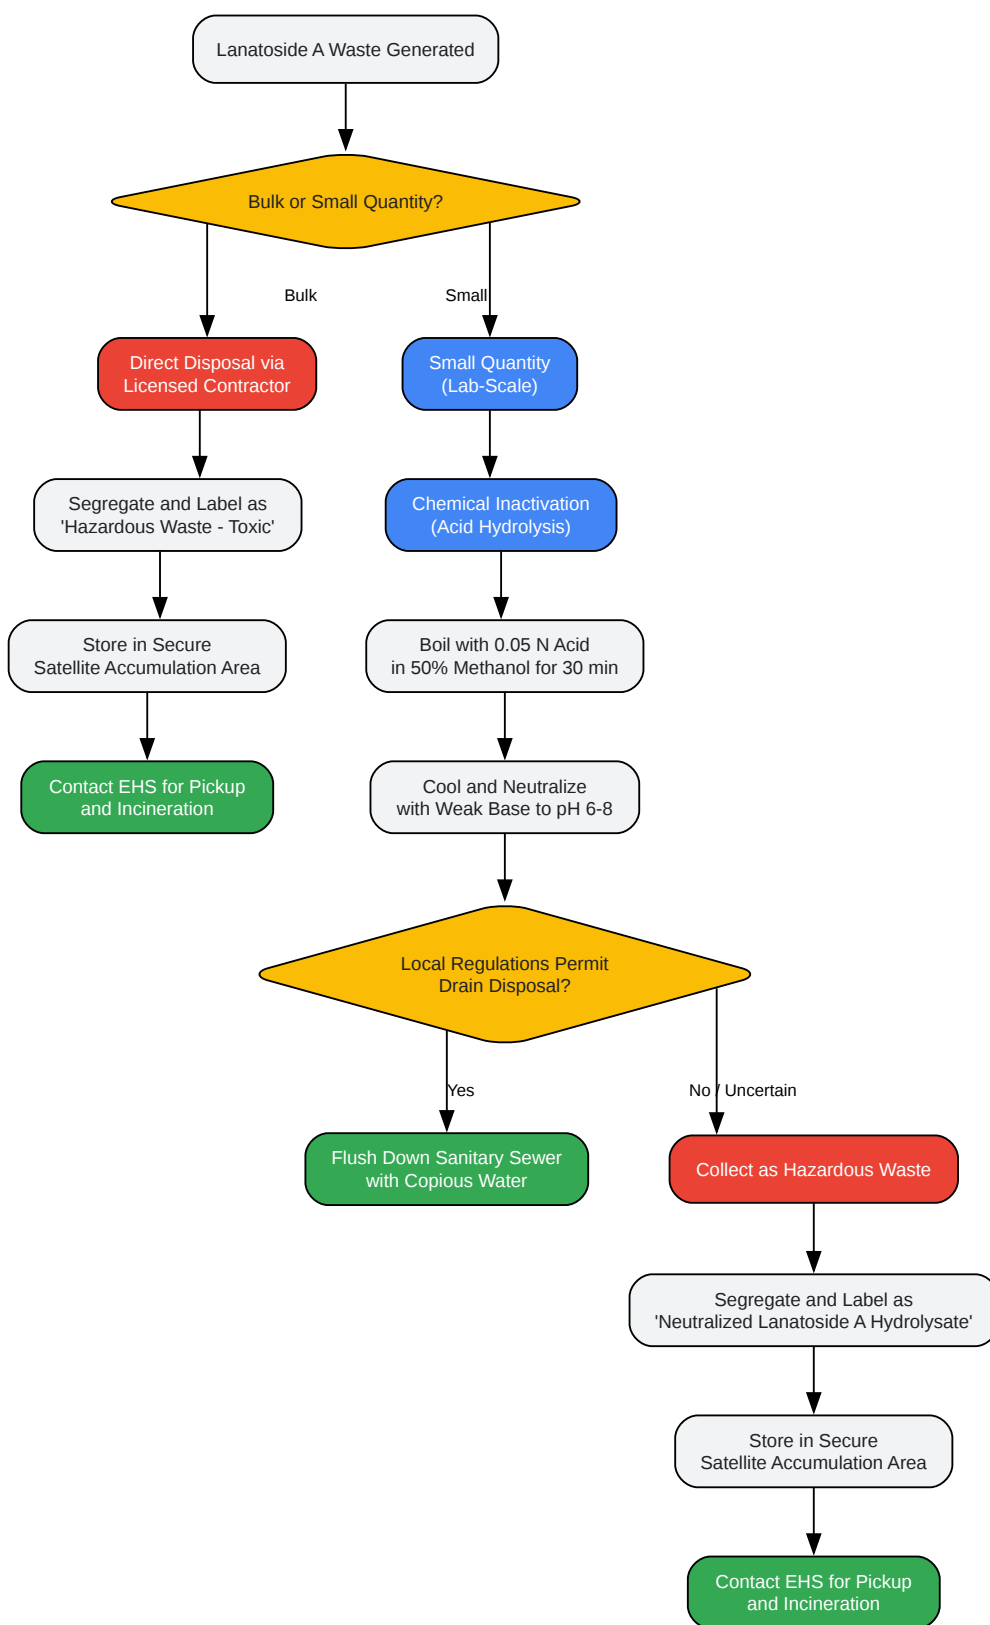 Lanatoside A Waste Generated
Bulk or Small Quantity?
Bulk
Small
Direct Disposal via
Licensed Contractor
Small Quantity
(Lab-Scale)
Segregate and Label as
'Hazardous Waste - Toxic'
Chemical Inactivation
(Acid Hydrolysis)
Store in Secure
Satellite Accumulation Area
Boil with 0.05 N Acid
in 50% Methanol for 30 min
Contact EHS for Pickup
and Incineration
Cool and Neutralize
with Weak Base to pH 6-8
Local Regulations Permit
Drain Disposal?
Yes
No / Uncertain
Flush Down Sanitary Sewer
with Copious Water
Collect as Hazardous Waste
Segregate and Label as
'Neutralized Lanatoside A Hydrolysate'
Store in Secure
Satellite Accumulation Area
Contact EHS for Pickup
and Incineration